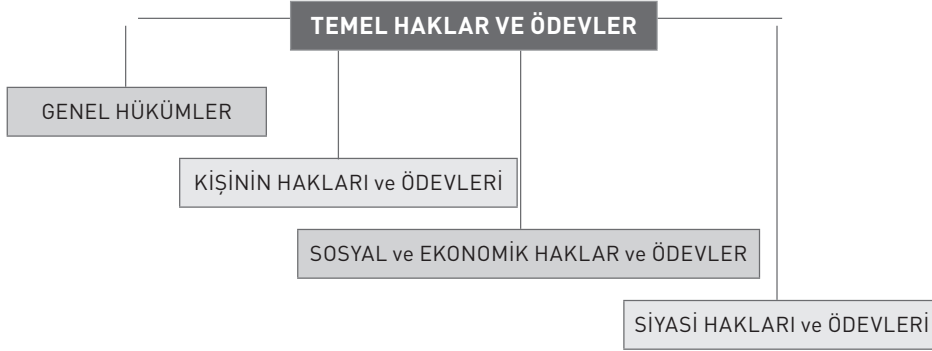 TEMEL HAKLAR VE ÖDEVLER
GENEL HÜKÜMLER
KİŞİNİN HAKLARI ve ÖDEVLERİ
SOSYAL ve EKONOMİK HAKLAR ve ÖDEVLER
SİYASİ HAKLARI ve ÖDEVLERİ